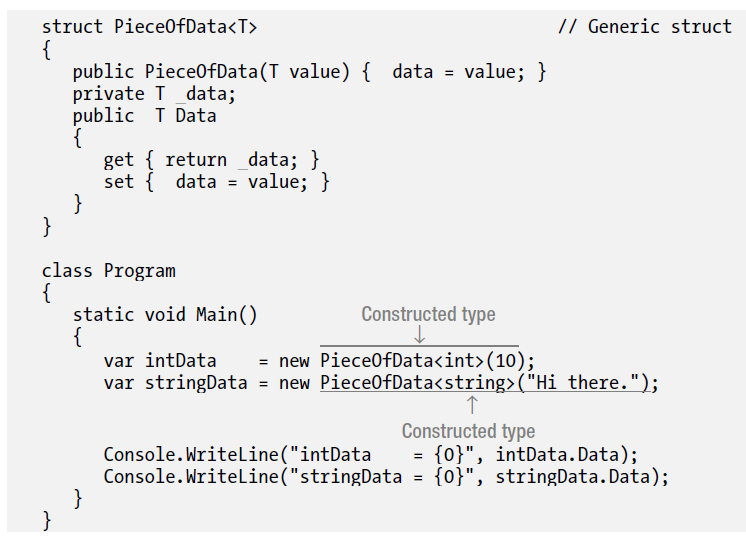 struct PieceOfData<T> // Generic struct
{
public PieceOfData(T value) { data = value; }
private T _data;
public T Data
{
get { return _data; }
set { data = value; }
}
}
class Program
{
static void Main()
Constructed type
{
↓
var intData = new PieceOfData<int>(10);
var stringData = new PieceOfData<string>("Hi there.");
↑
Constructed type
Console.WriteLine("intData = {0}", intData.Data);
Console.WriteLine("stringData = {0}", stringData.Data);
}
}